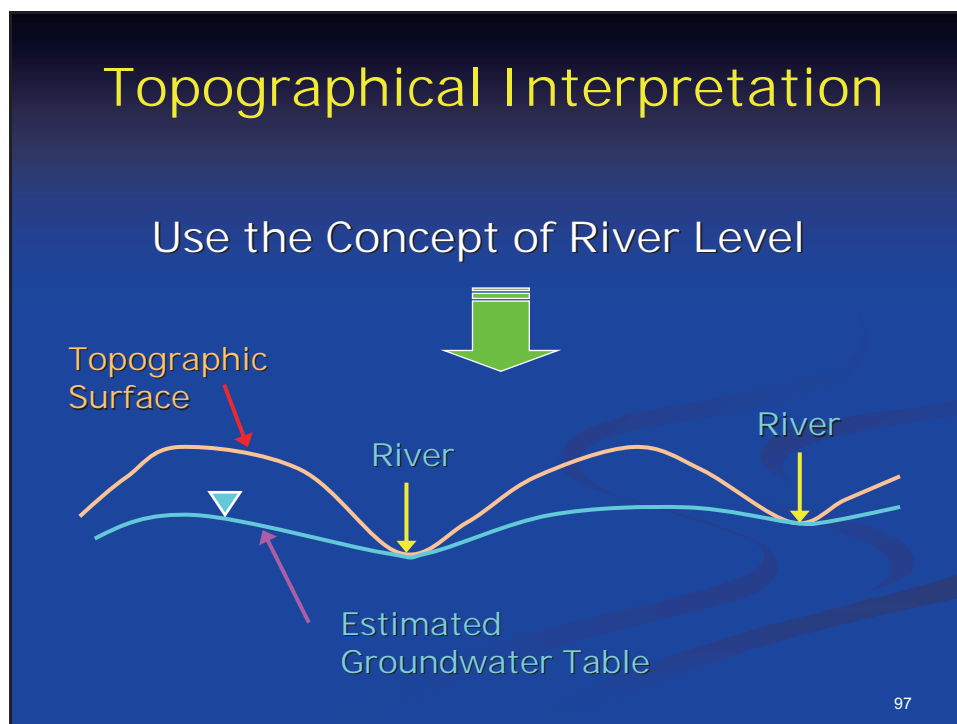 Topographical Interpretation
Use the Concept of River Level
Topographic
Surface
River
River
Estimated
Groundwater Table
97